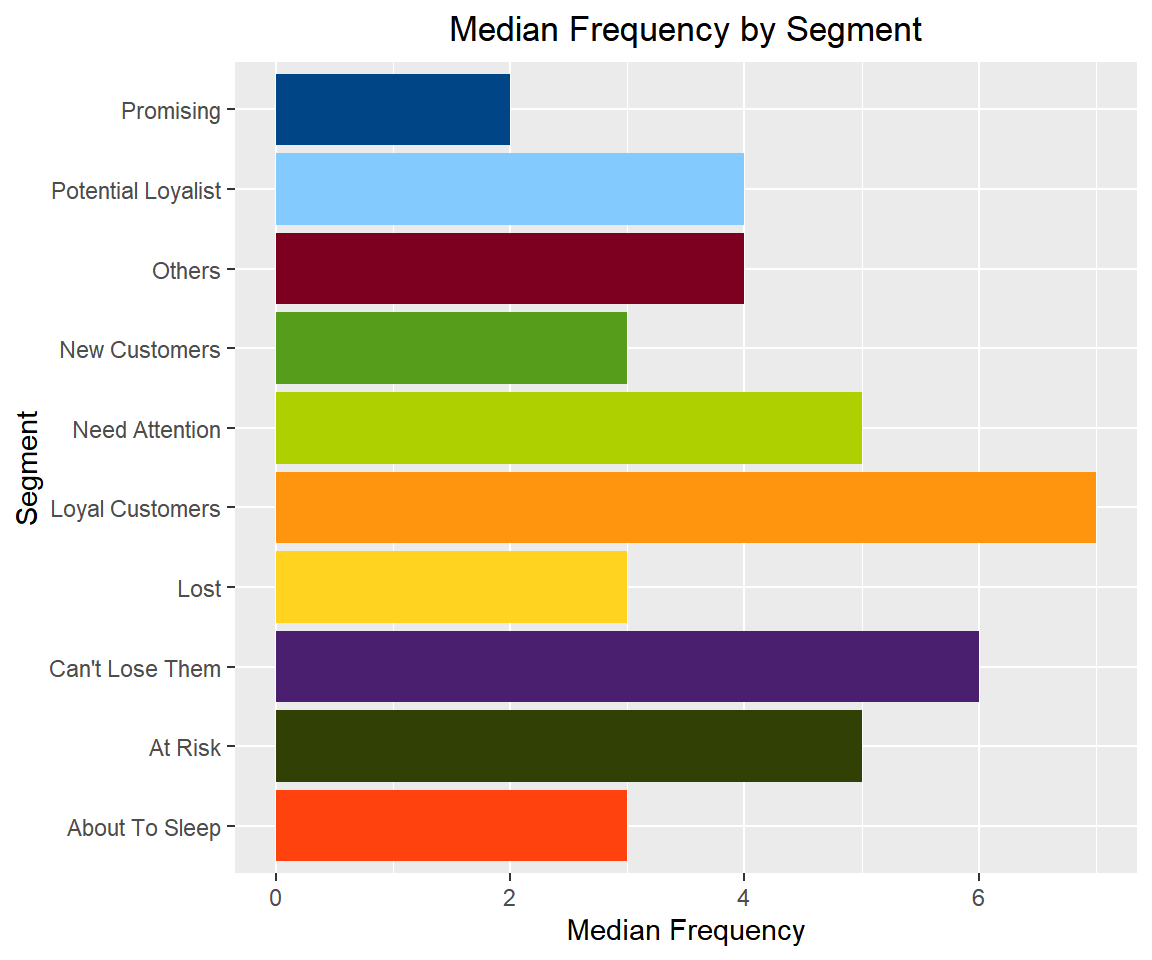 Median Frequency by Segment
Segment
Promising
Potential Loyalist
Others
New Customers
Need Attention
Loyal Customers
Lost
Can't Lose Them
At Risk
About To Sleep
0 2 4 6
Median Frequency